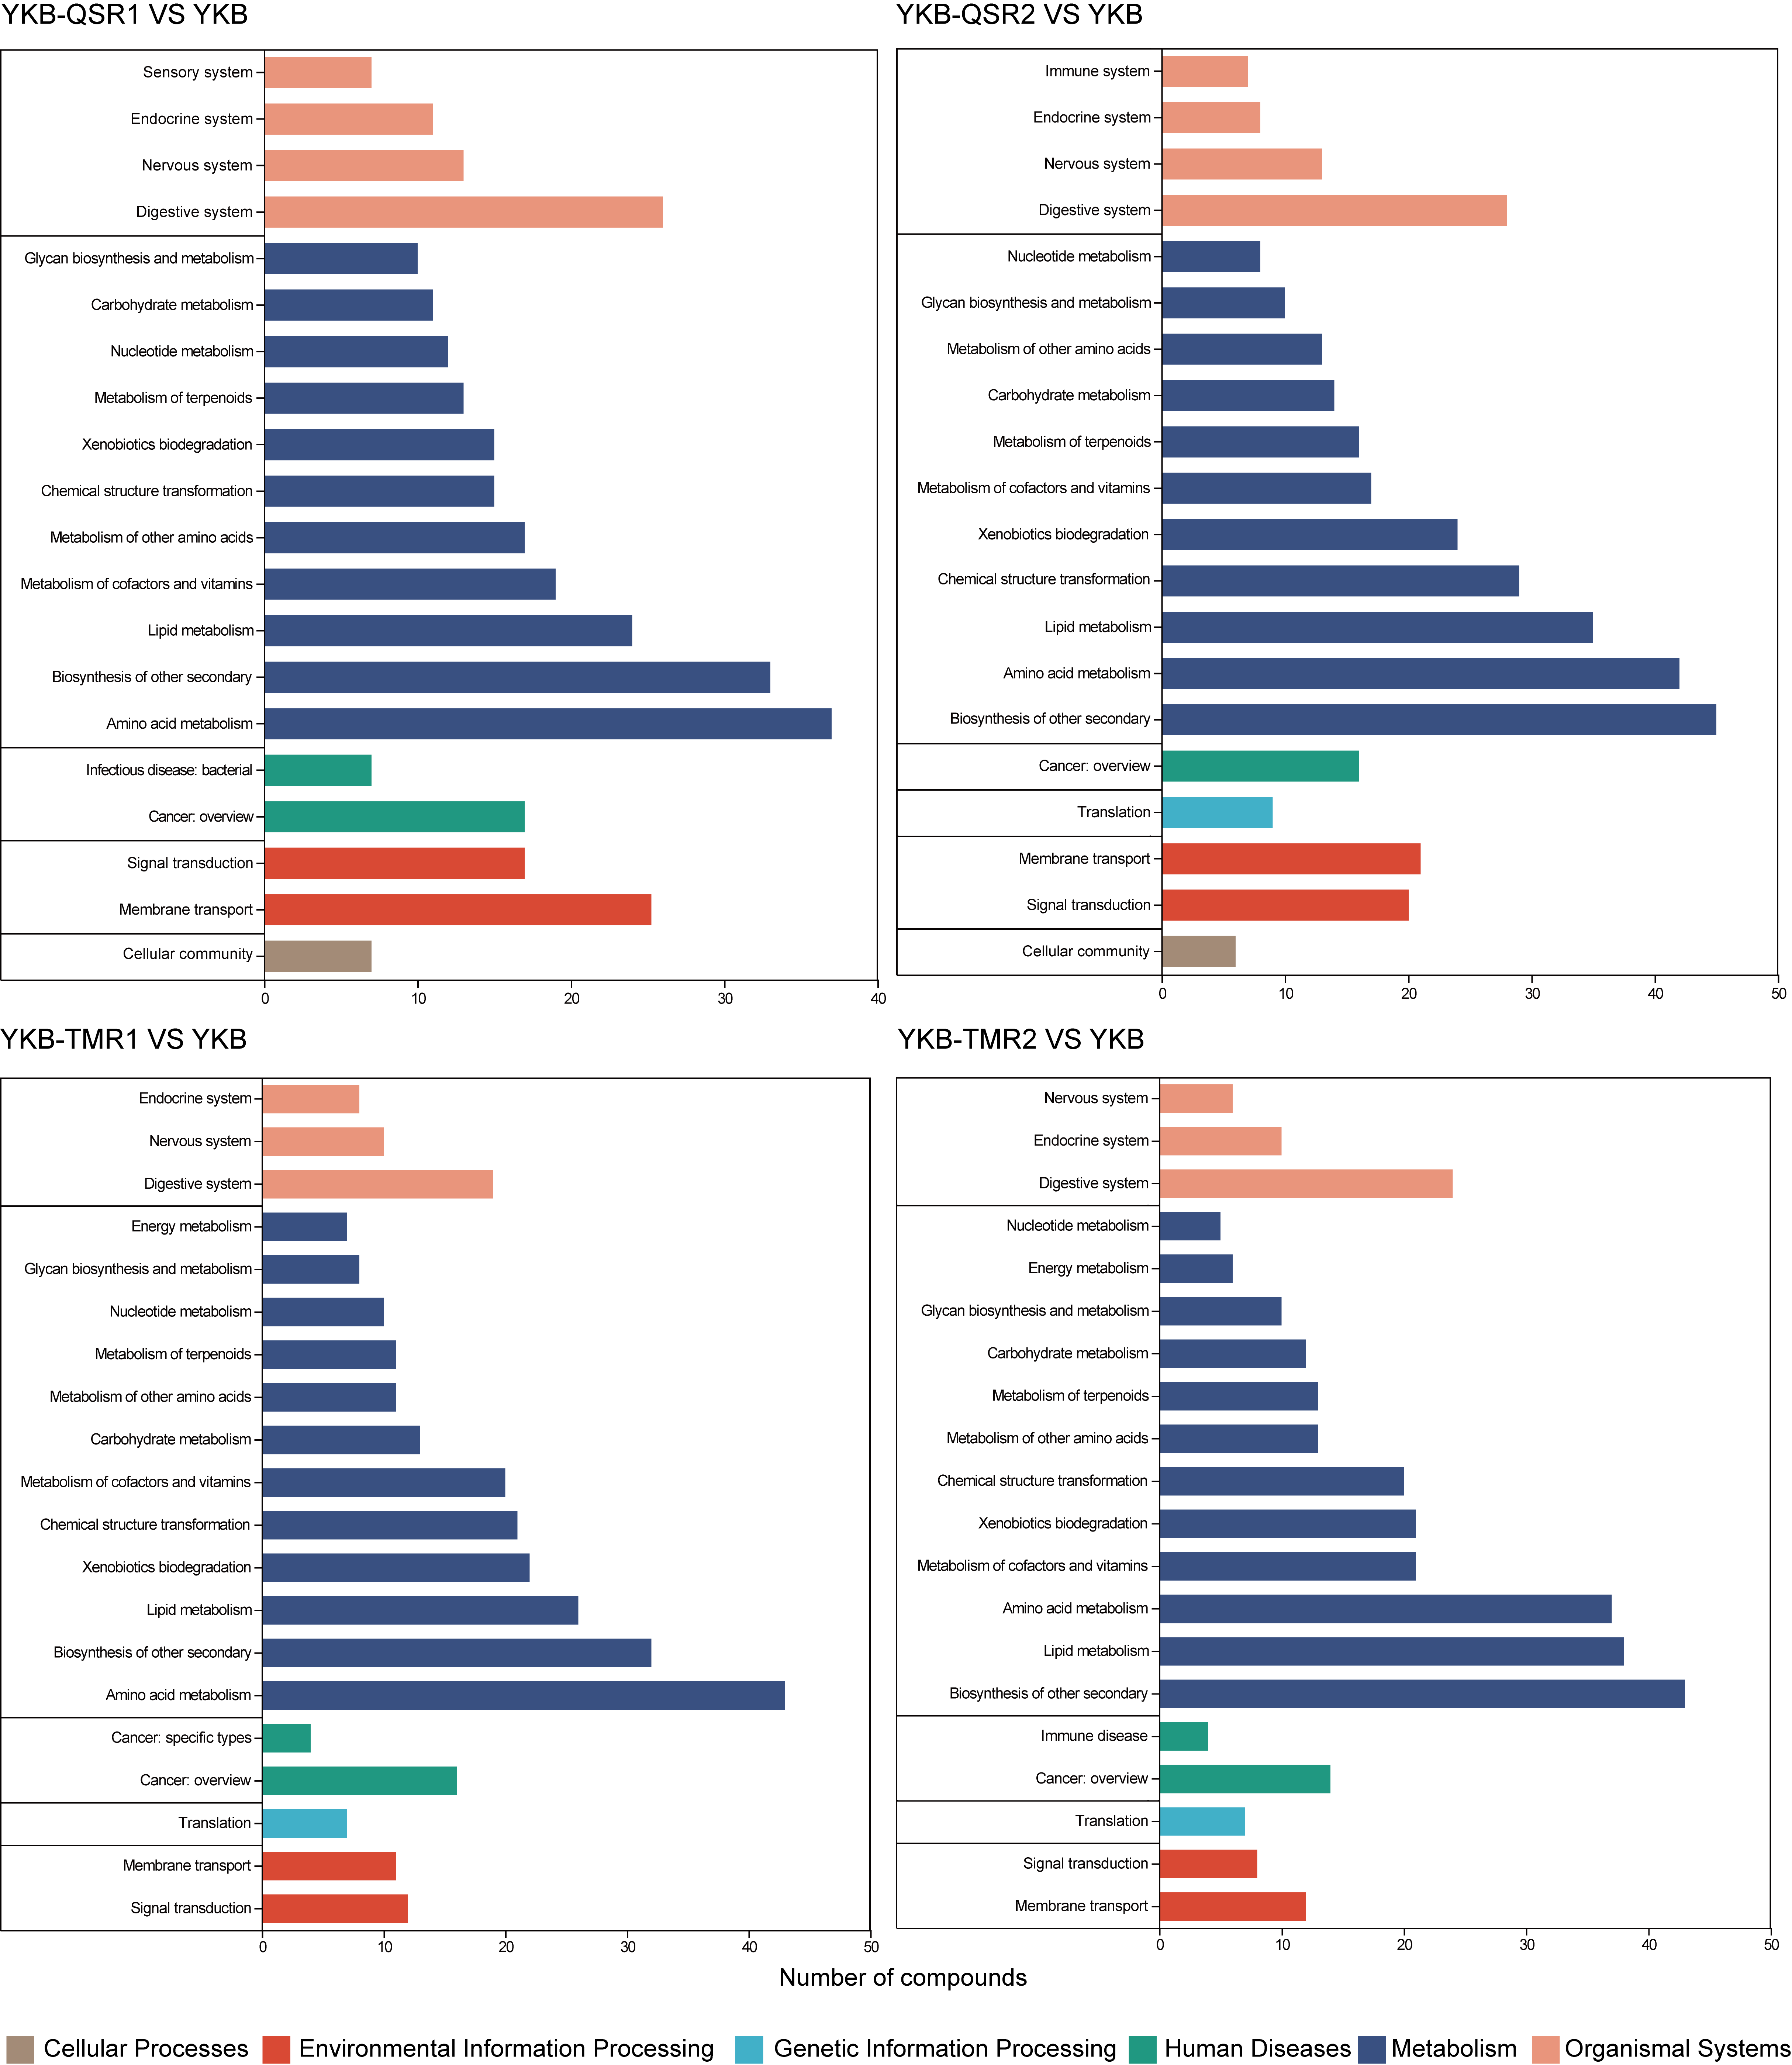 YKB-QSR1 VS YKB
Sensory system
Endocrine system
Nervous system
Digestive system
Glycan biosynthesis and metabolism
Carbohydrate metabolism
Nucleotide metabolism
Metabolism of terpenoids
Xenobiotics biodegradation
Chemical structure transformation
Metabolism of other amino acids
Metabolism of cofactors and vitamins
Lipid metabolism
Biosynthesis of other secondary
Amino acid metabolism
Infectious disease: bacterial
Cancer: overview
Signal transduction
Membrane transport
Cellular community
0 10 20 30 40
YKB-QSR2 VS YKB
Immune system
Endocrine system
Nervous system
Digestive system
Nucleotide metabolism
Glycan biosynthesis and metabolism
Metabolism of other amino acids
Carbohydrate metabolism
Metabolism of terpenoids
Metabolism of cofactors and vitamins
Xenobiotics biodegradation
Chemical structure transformation
Lipid metabolism
Amino acid metabolism
Biosynthesis of other secondary
Cancer: overview
Translation
Membrane transport
Signal transduction
Cellular community
0 10 20 30 40 50
YKB-TMR1 VS YKB
Endocrine system
Nervous system
Digestive system
Energy metabolism
Glycan biosynthesis and metabolism
Nucleotide metabolism
Metabolism of terpenoids
Metabolism of other amino acids
Carbohydrate metabolism
Metabolism of cofactors and vitamins
Chemical structure transformation
Xenobiotics biodegradation
Lipid metabolism
Biosynthesis of other secondary
Amino acid metabolism
Cancer: specific types
Cancer: overview
Translation
Membrane transport
Signal transduction
0 10 20 30 40 50
YKB-TMR2 VS YKB
Nervous system
Endocrine system
Digestive system
Nucleotide metabolism
Energy metabolism
Glycan biosynthesis and metabolism
Carbohydrate metabolism
Metabolism of terpenoids
Metabolism of other amino acids
Chemical structure transformation
Xenobiotics biodegradation
Metabolism of cofactors and vitamins
Amino acid metabolism
Lipid metabolism
Biosynthesis of other secondary
Immune disease
Cancer: overview
Translation
Signal transduction
Membrane transport
0 10 20 30 40 50
Number of compounds
Cellular Processes Environmental Information Processing Genetic Information Processing Human Diseases Metabolism Organismal Systems